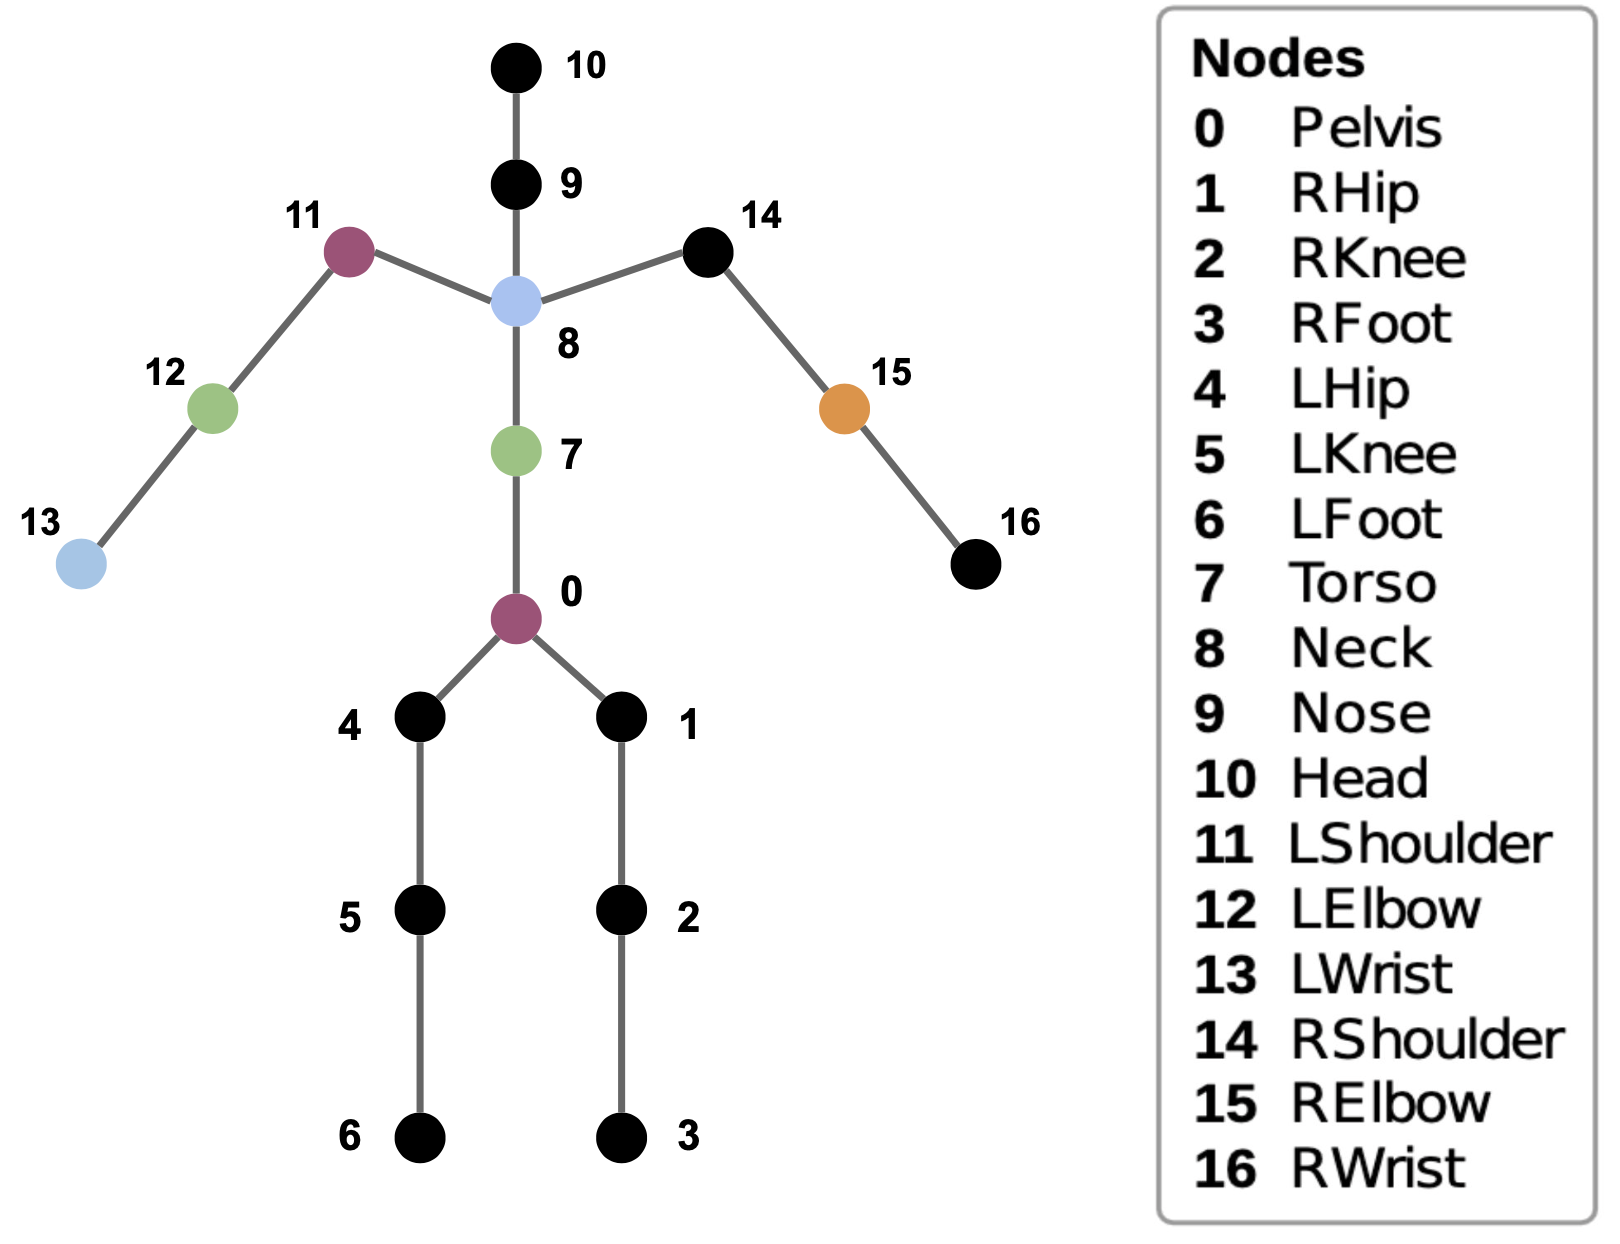 10
9
11
14
8
12
15
7
13
16
0
4
1
5
2
6
3
Nodes
0 Pelvis
1 RHip
2 RKnee
3 RFoot
4 LHip
5 LKnee
6 LFoot
7 Torso
8 Neck
9 Nose
10 Head
11 LShoulder
12 LElbow
13 LWrist
14 RShoulder
15 RElbow
16 RWrist